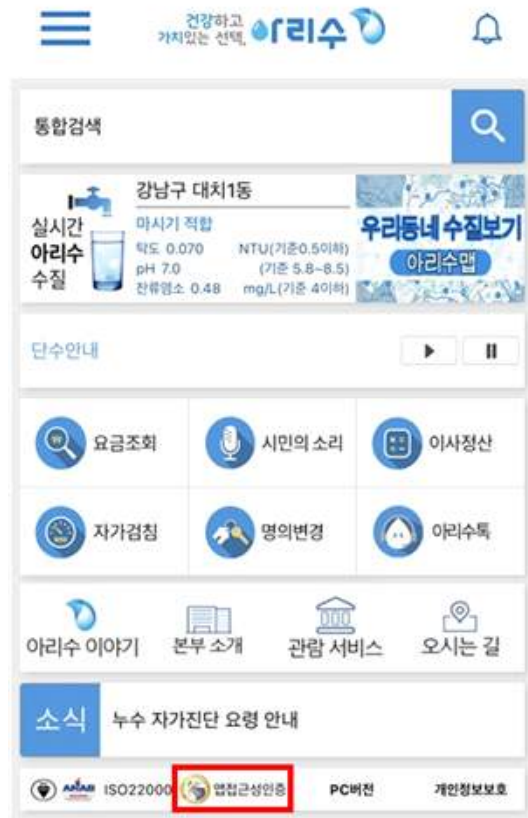 건강하고
가치있는 선택, 아리수
통합검색
실시간
아리수
수질
강남구 대치1동
마시기 적합
탁도 0.070 NTU(기준0.5이하)
pH 7.0 (기준 5.8~8.5)
잔류염소 0.48 mg/L(기준 4이하)
우리동네 수질보기
아리수맵
단수안내
요금조회
시민의 소리
이사정산
자가검침
명의변경
아리수톡
아리수 이야기
본부 소개
관람 서비스
오시는 길
소식 누수 자가진단 요령 안내
ANAB ISO22000 앱접근성인증 PC버전 개인정보보호